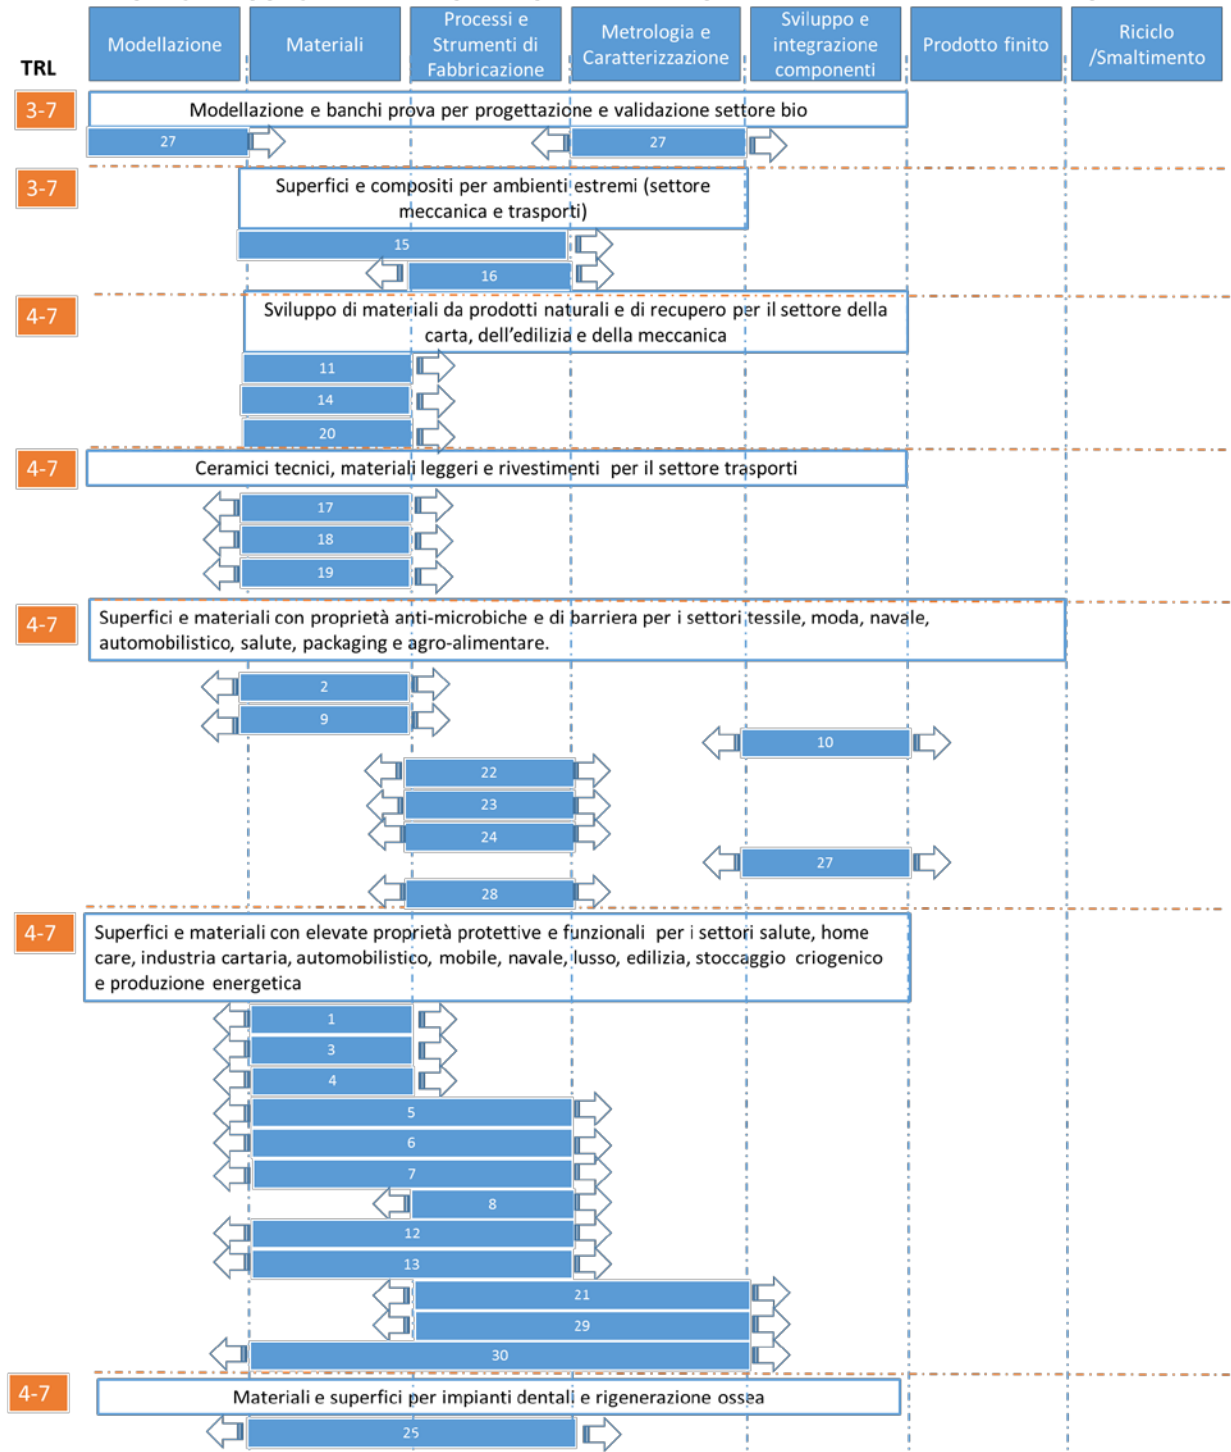 Modellazione
Materiali
Processi e
Strumenti di
Fabbricazione
Metrologia e
Caratterizzazione
Sviluppo e
integrazione
componenti
Prodotto finito
Riciclo
/Smaltimento
TRL
3-7
Modellazione e banchi prova per progettazione e validazione settore bio
27
27
3-7
Superfici e compositi per ambienti estremi (settore
meccanica e trasporti)
15
16
4-7
Sviluppo di materiali da prodotti naturali e di recupero per il settore della
carta, dell'edilizia e della meccanica
11
14
20
4-7
Ceramici tecnici, materiali leggeri e rivestimenti per il settore trasporti
17
18
19
4-7
Superfici e materiali con proprietà anti-microbiche e di barriera per i settori tessile, moda, navale,
automobilistico, salute, packaging e agro-alimentare.
2
9
10
22
23
24
27
28
4-7
Superfici e materiali con elevate proprietà protettive e funzionali per i settori salute, home
care, industria cartaria, automobilistico, mobile, navale, lusso, edilizia, stoccaggio criogenico
e produzione energetica
1
3
4
5
6
7
8
12
13
21
29
30
4-7
Materiali e superfici per impianti dentali e rigenerazione ossea
25